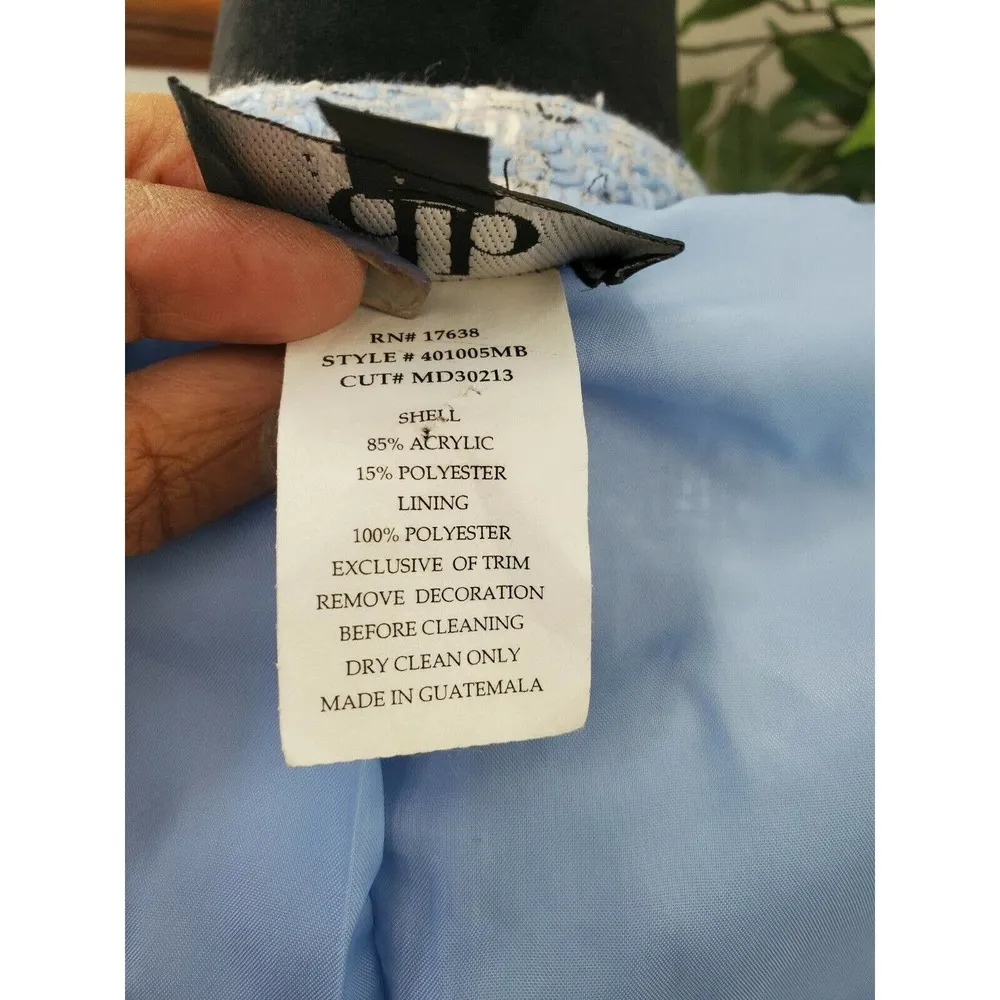 RN# 17638
STYLE # 401005MB
CUT# MD30213
SHELL
85% ACRYLIC
15% POLYESTER
LINING
100% POLYESTER
EXCLUSIVE OF TRIM
REMOVE DECORATION
BEFORE CLEANING
DRY CLEAN ONLY
MADE IN GUATEMALA